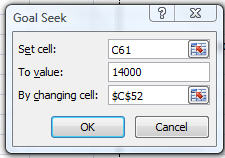 Goal Seek
Set cell: C61
To value: 14000
By changing cell: $C$52
OK Cancel